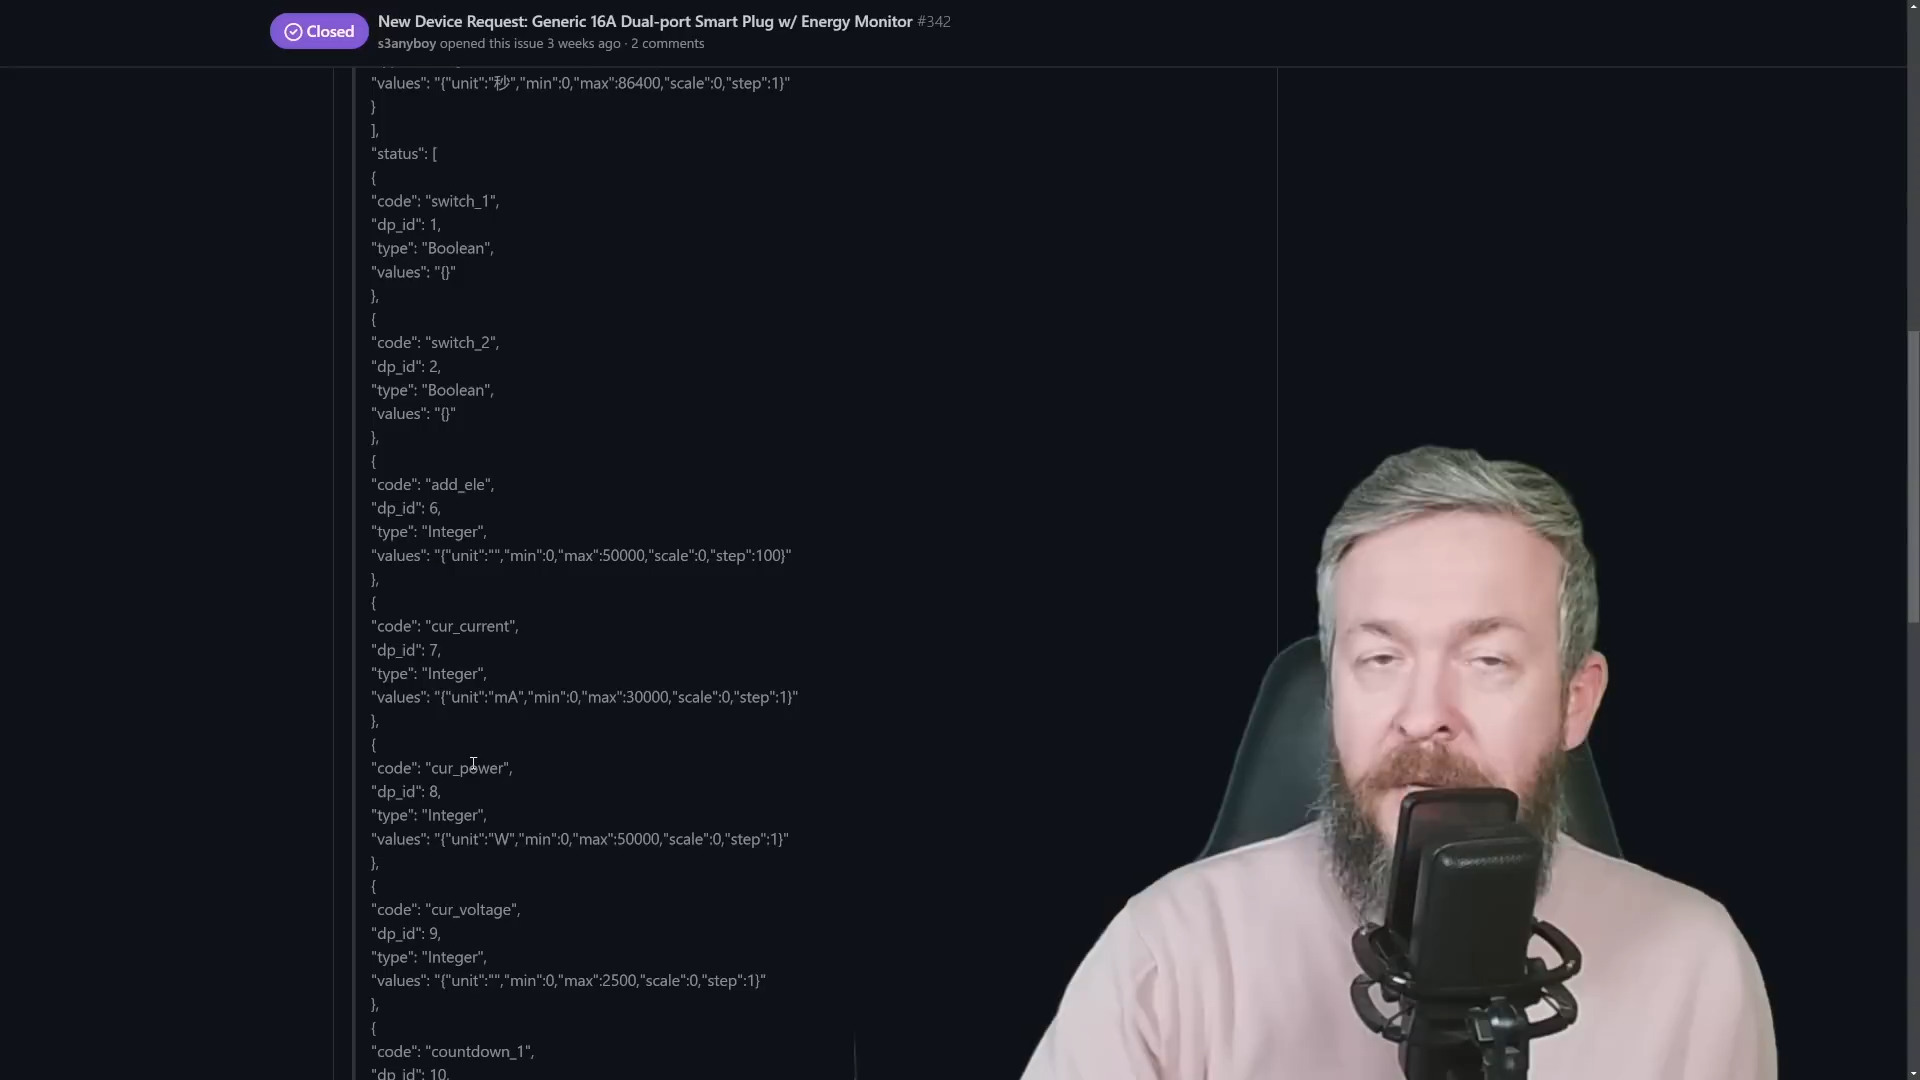 Closed
New Device Request: Generic 16A Dual-port Smart Plug w/ Energy Monitor #342
s3anyboy opened this issue 3 weeks ago · 2 comments
"values": "{"unit":"秒","min":0,"max":86400,"scale":0,"step":1}"
}
],
"status": [
{
"code": "switch_1",
"dp_id": 1,
"type": "Boolean",
"values": "{}"
},
{
"code": "switch_2",
"dp_id": 2,
"type": "Boolean",
"values": "{}"
},
{
"code": "add_ele",
"dp_id": 6,
"type": "Integer",
"values": "{"unit":"","min":0,"max":50000,"scale":0,"step":100}"
},
{
"code": "cur_current",
"dp_id": 7,
"type": "Integer",
"values": "{"unit":"mA","min":0,"max":30000,"scale":0,"step":1}"
},
{
"code": "cur_power",
"dp_id": 8,
"type": "Integer",
"values": "{"unit":"W","min":0,"max":50000,"scale":0,"step":1}"
},
{
"code": "cur_voltage",
"dp_id": 9,
"type": "Integer",
"values": "{"unit":"","min":0,"max":2500,"scale":0,"step":1}"
},
{
"code": "countdown_1",
"dp_id": 10,